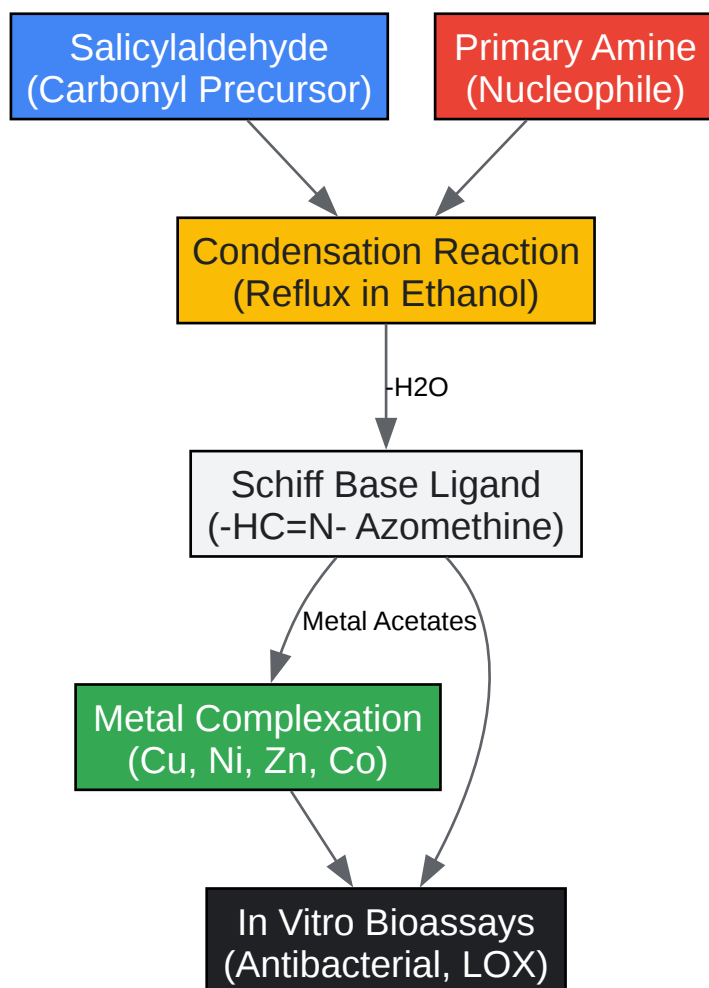 Salicylaldehyde
(Carbonyl Precursor)
Primary Amine
(Nucleophile)
Condensation Reaction
(Reflux in Ethanol)
-H2O
Schiff Base Ligand
(-HC=N- Azomethine)
Metal Acetates
Metal Complexation
(Cu, Ni, Zn, Co)
In Vitro Bioassays
(Antibacterial, LOX)